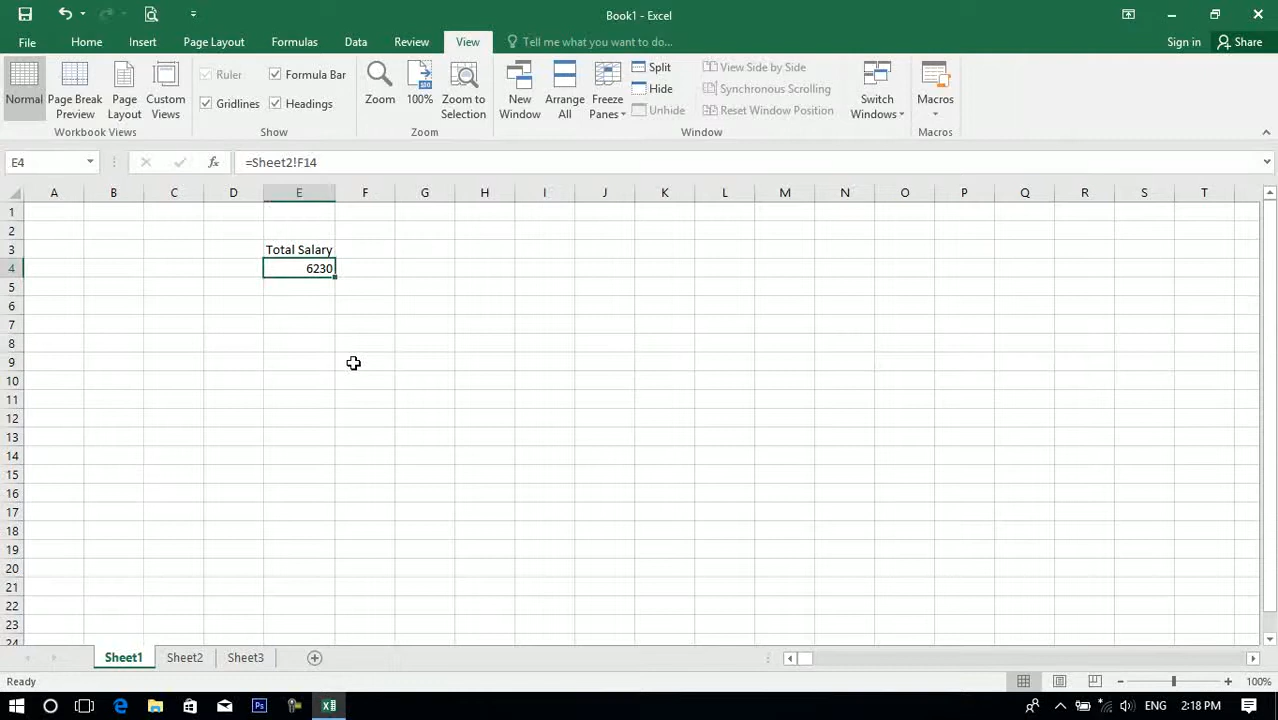 Book1 - Excel
File Home Insert Page Layout Formulas Data Review View Tell me what you want to do... Sign in Share
Normal
Page Break Preview
Page Layout
Custom Views
Workbook Views
Ruler
Formula Bar
Gridlines
Headings
Show
Zoom
100%
Zoom to Selection
Zoom
New Window
Arrange All
Freeze Panes
Split
Hide
Unhide
View Side by Side
Synchronous Scrolling
Reset Window Position
Window
Switch Windows
Macros
Macros
E4 fx =Sheet2!F14
A B C D E F G H I J K L M N O P Q R S T
1
2
3 Total Salary
4 6230
5
6
7
8
9
10
11
12
13
14
15
16
17
18
19
20
21
22
23
24
Sheet1 Sheet2 Sheet3
Ready 100%
Ps ENG 2:18 PM